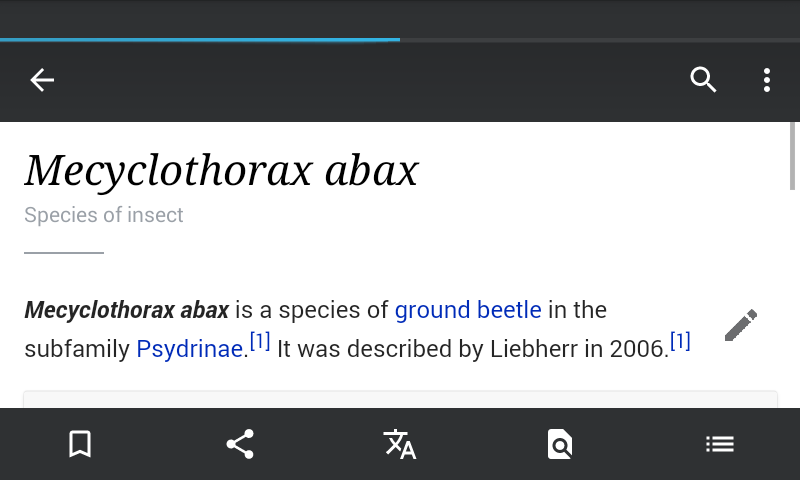 Mecyclothorax abax
Species of insect
Mecyclothorax abax is a species of ground beetle in the
subfamily Psydrinae.[1] It was described by Liebherr in 2006.[1]